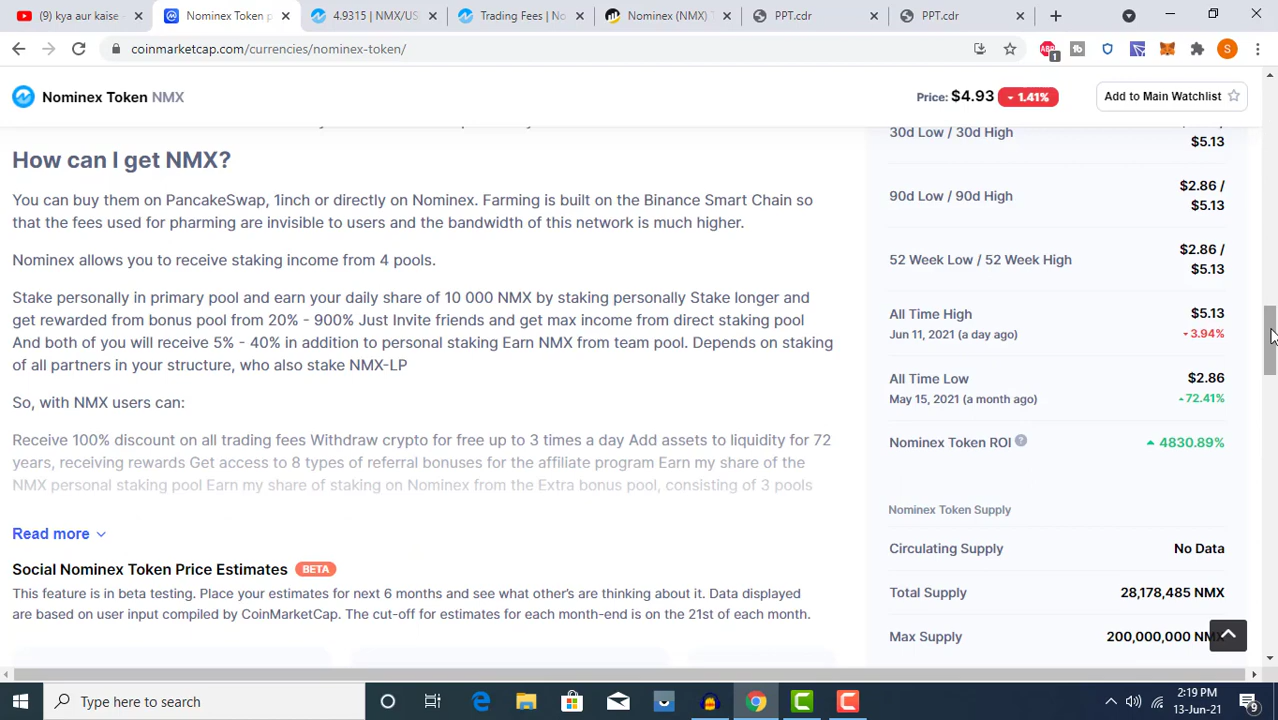 (9) kya aur kaise -
Nominex Token p
4.9315 | NMX/US
Trading Fees | No
Nominex (NMX) T
PPT.cdr
PPT.cdr
coinmarketcap.com/currencies/nominex-token/
ABP
1
S
Nominex Token NMX
Price: $4.93
1.41%
Add to Main Watchlist
How can I get NMX?
You can buy them on PancakeSwap, 1inch or directly on Nominex. Farming is built on the Binance Smart Chain so
that the fees used for pharming are invisible to users and the bandwidth of this network is much higher.
Nominex allows you to receive staking income from 4 pools.
Stake personally in primary pool and earn your daily share of 10 000 NMX by staking personally Stake longer and
get rewarded from bonus pool from 20% - 900% Just Invite friends and get max income from direct staking pool
And both of you will receive 5% - 40% in addition to personal staking Earn NMX from team pool. Depends on staking
of all partners in your structure, who also stake NMX-LP
So, with NMX users can:
Receive 100% discount on all trading fees Withdraw crypto for free up to 3 times a day Add assets to liquidity for 72
years, receiving rewards Get access to 8 types of referral bonuses for the affiliate program Earn my share of the
NMX personal staking pool Earn my share of staking on Nominex from the Extra bonus pool, consisting of 3 pools
Read more
Social Nominex Token Price Estimates BETA
This feature is in beta testing. Place your estimates for next 6 months and see what other's are thinking about it. Data displayed
are based on user input compiled by CoinMarketCap. The cut-off for estimates for each month-end is on the 21st of each month.
30d Low / 30d High
$5.13
90d Low / 90d High
$2.86 /
$5.13
52 Week Low / 52 Week High
$2.86 /
$5.13
All Time High
$5.13
Jun 11, 2021 (a day ago)
3.94%
All Time Low
$2.86
May 15, 2021 (a month ago)
72.41%
Nominex Token ROI
4830.89%
Nominex Token Supply
Circulating Supply
No Data
Total Supply
28,178,485 NMX
Max Supply
200,000,000 NMX
Type here to search
2:19 PM
13-Jun-21
9